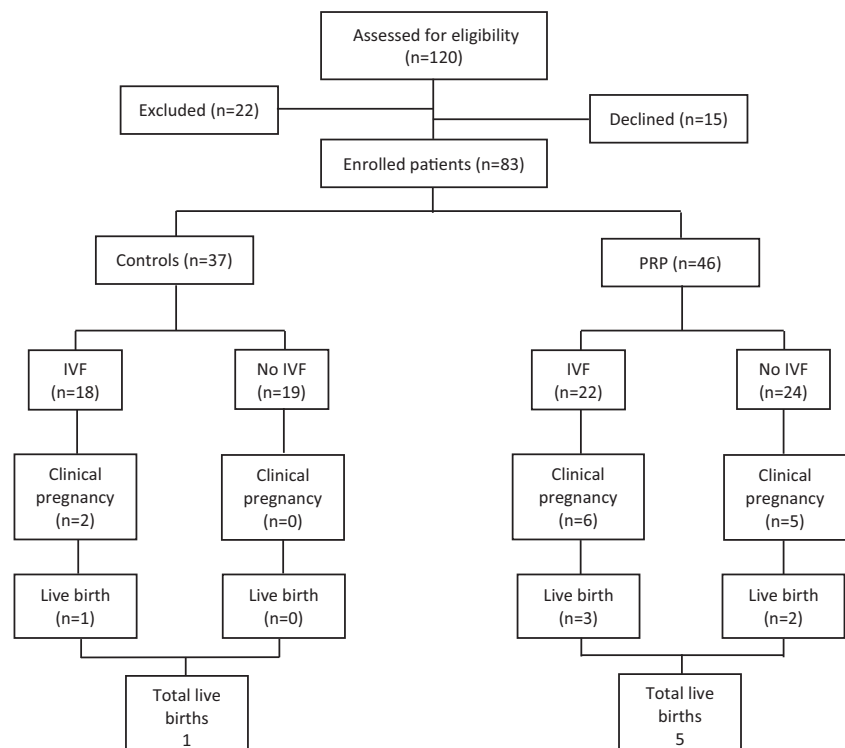 Assessed for eligibility
(n=120)
Excluded (n=22)
Declined (n=15)
Enrolled patients (n=83)
Controls (n=37)
PRP (n=46)
IVF
(n=18)
No IVF
(n=19)
IVF
(n=22)
No IVF
(n=24)
Clinical
pregnancy
(n=2)
Clinical
pregnancy
(n=0)
Clinical
pregnancy
(n=6)
Clinical
pregnancy
(n=5)
Live birth
(n=1)
Live birth
(n=0)
Live birth
(n=3)
Live birth
(n=2)
Total live
births
1
Total live
births
5